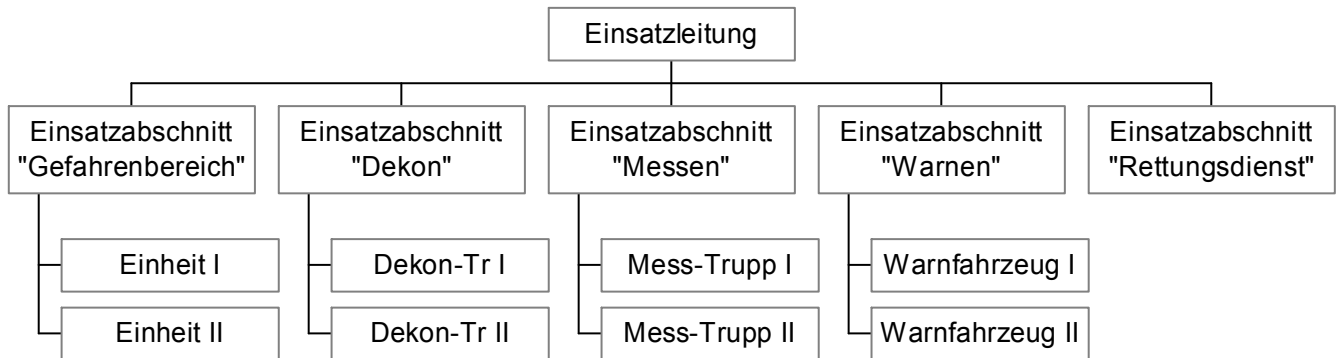 Einsatzleitung
Einsatzabschnitt
"Gefahrenbereich"
Einsatzabschnitt
"Dekon"
Einsatzabschnitt
"Messen"
Einsatzabschnitt
"Warnen"
Einsatzabschnitt
"Rettungsdienst"
Einheit I
Dekon-Tr I
Mess-Trupp I
Warnfahrzeug I
Einheit II
Dekon-Tr II
Mess-Trupp II
Warnfahrzeug II